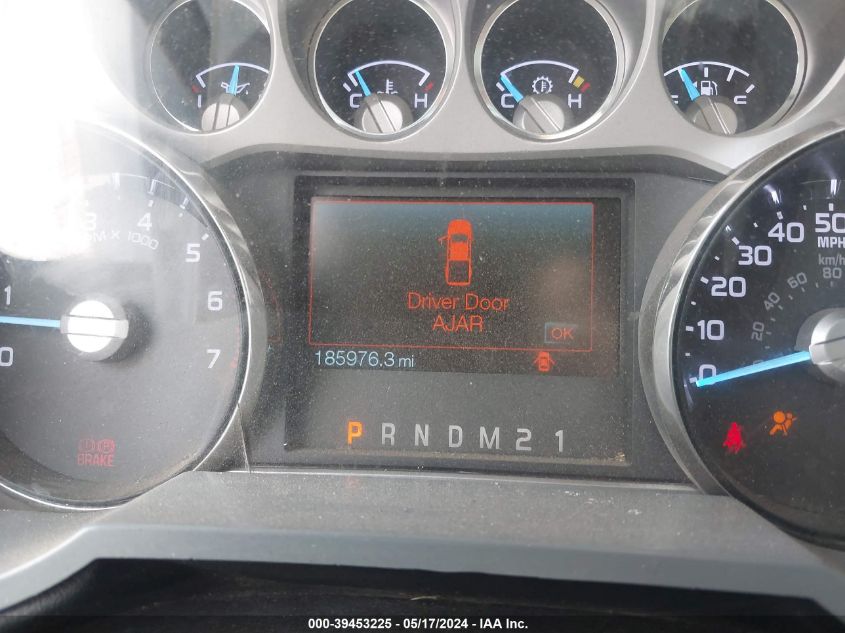 C H
C H
E F
3 4 5 6 7
M X 1000
1
0
50
MPH
km/h
80
40
30
20
10
0
60
40
20
Driver Door
AJAR
OK
185976.3 mi
P R N D M 2 1
BRAKE
000-39453225 - 05/17/2024 - IAA Inc.